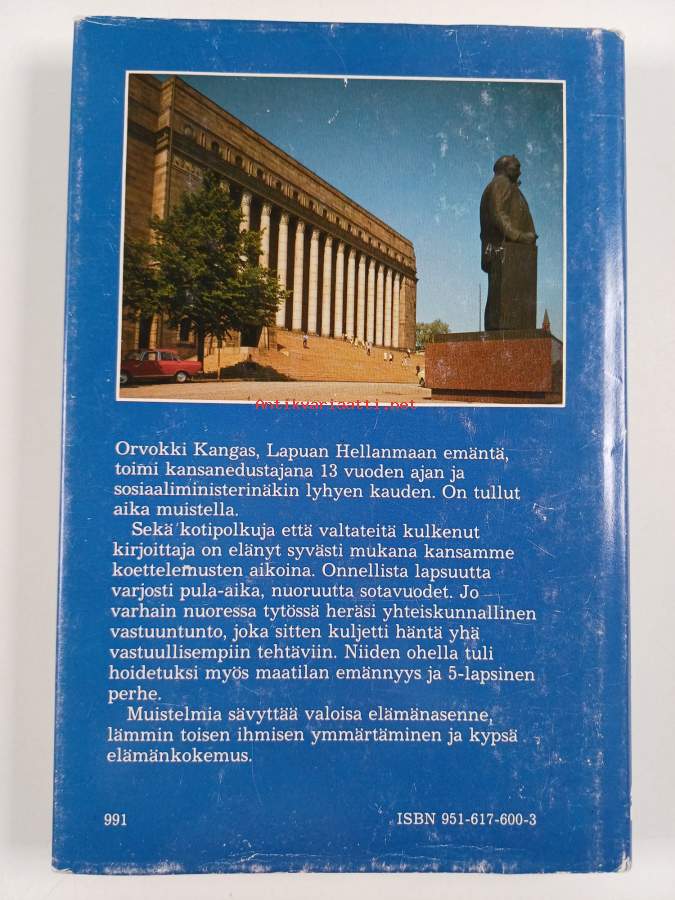 Antikvariaatti.net
Orvokki Kangas, Lapuan Hellanmaan emäntä,
toimi kansanedustajana 13 vuoden ajan ja
sosiaaliministerinäkin lyhyen kauden. On tullut
aika muistella.
Sekä kotipolkuja että valtateitä kulkenut
kirjoittaja on elänyt syvästi mukana kansamme
koettelemusten aikoina. Onnellista lapsuutta
varjosti pula-aika, nuoruutta sotavuodet. Jo
varhain nuoressa tytössä heräsi yhteiskunnallinen
vastuuntunto, joka sitten kuljetti häntä yhä
vastuullisempiin tehtäviin. Niiden ohella tuli
hoidetuksi myös maatilan emännyys ja 5-lapsinen
perhe.
Muistelmia sävyttää valoisa elämänasenne,
lämmin toisen ihmisen ymmärtäminen ja kypsä
elämänkokemus.
991
ISBN 951-617-600-3